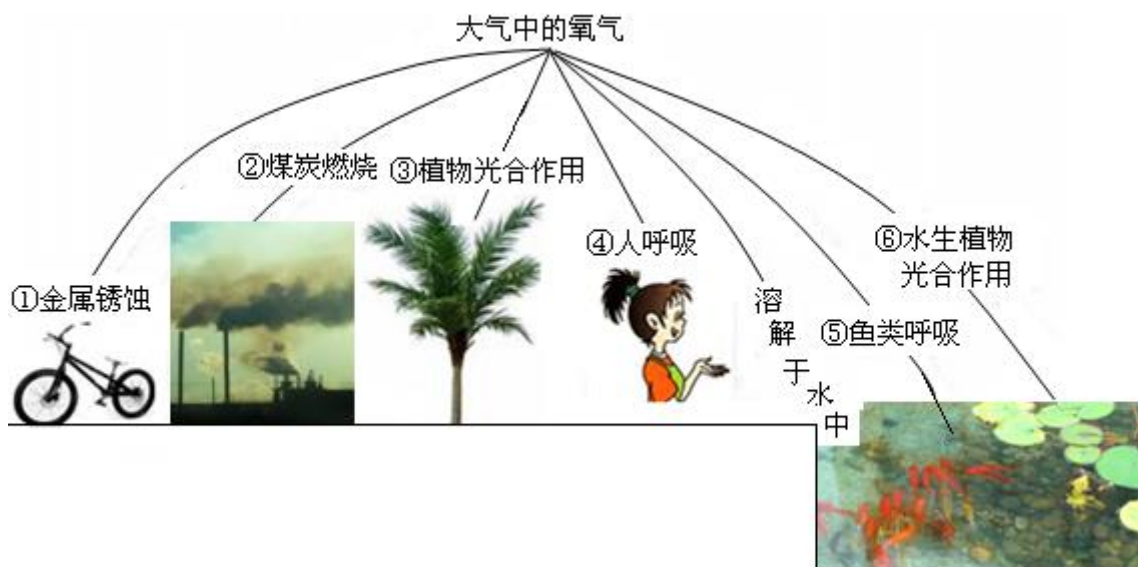 大气中的氧气
②煤炭燃烧
③植物光合作用
④人呼吸
⑥水生植物
光合作用
①金属锈蚀
溶解于水中
⑤鱼类呼吸